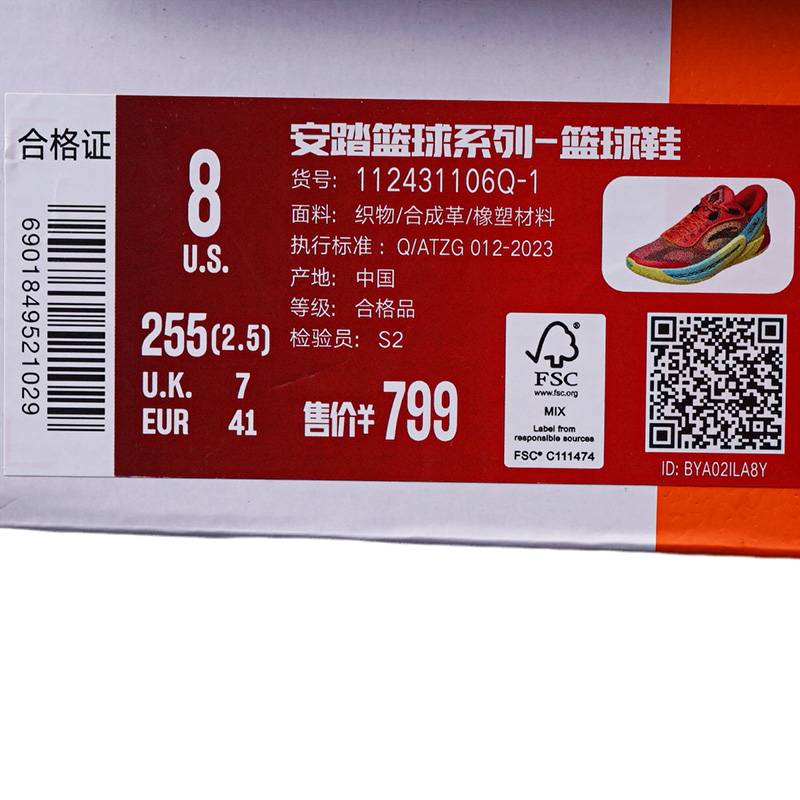 合格证
6901849521029
8
U.S.
255(2.5)
U.K. 7
EUR 41
安踏篮球系列-篮球鞋
货号: 112431106Q-1
面料: 织物/合成革/橡塑材料
执行标准: Q/ATZG 012-2023
产地: 中国
等级: 合格品
检验员: S2
售价¥ 799
FSC®
www.fsc.org
MIX
Label from
responsible sources
FSC® C111474
ID: BYA02ILA8Y